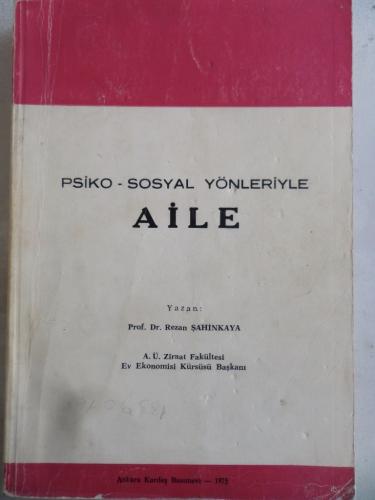 PSİKO - SOSYAL YÖNLERİYLE
AİLE
Yazan:
Prof. Dr. Rezan ŞAHİNKAYA
A. Ü. Ziraat Fakültesi
Ev Ekonomisi Kürsüsü Başkanı
Ankara Kardeş Basımevi — 1975